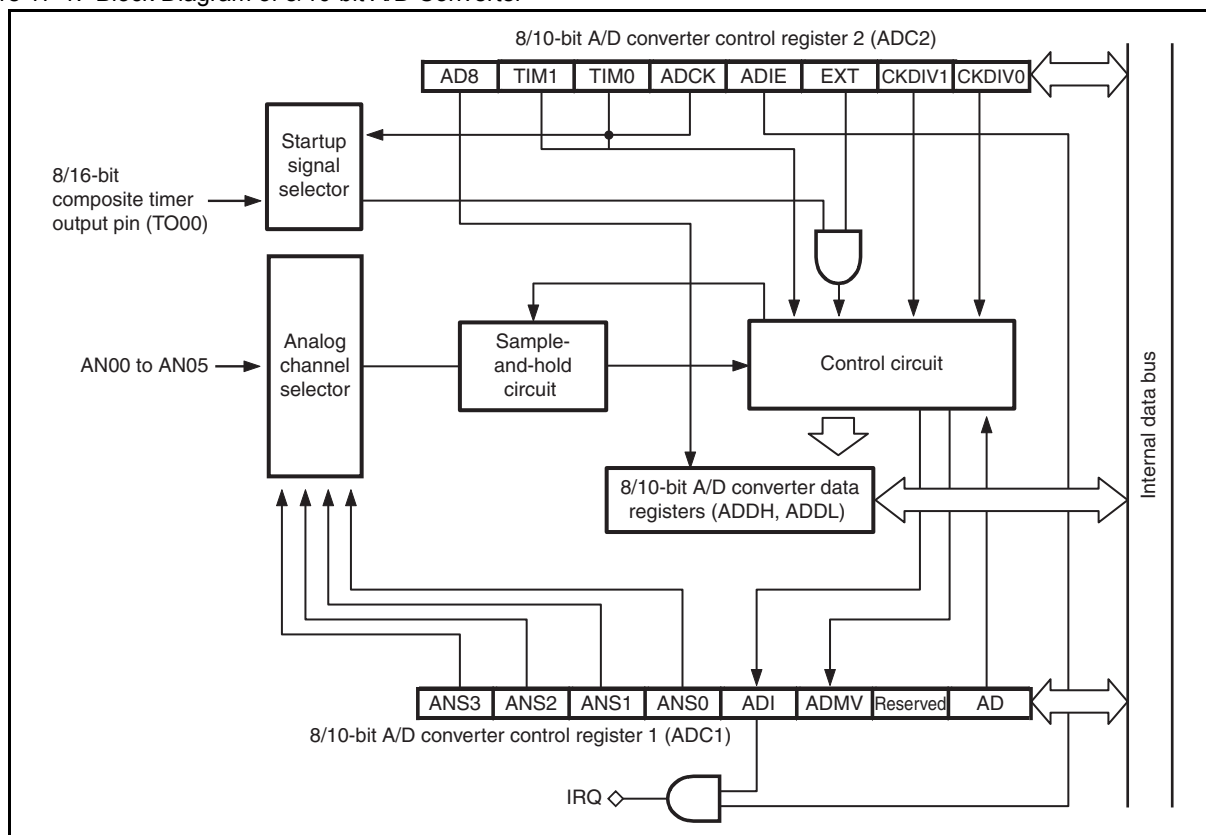 8/10-bit A/D converter control register 2 (ADC2)
AD8 TIM1 TIM0 ADCK ADIE EXT CKDIV1 CKDIV0
Startup
signal
selector
8/16-bit
composite timer
output pin (TO00)
Analog
channel
selector
AN00 to AN05
Sample-
and-hold
circuit
Control circuit
Internal data bus
8/10-bit A/D converter data
registers (ADDH, ADDL)
ANS3 ANS2 ANS1 ANS0 ADI ADMV Reserved AD
8/10-bit A/D converter control register 1 (ADC1)
IRQ